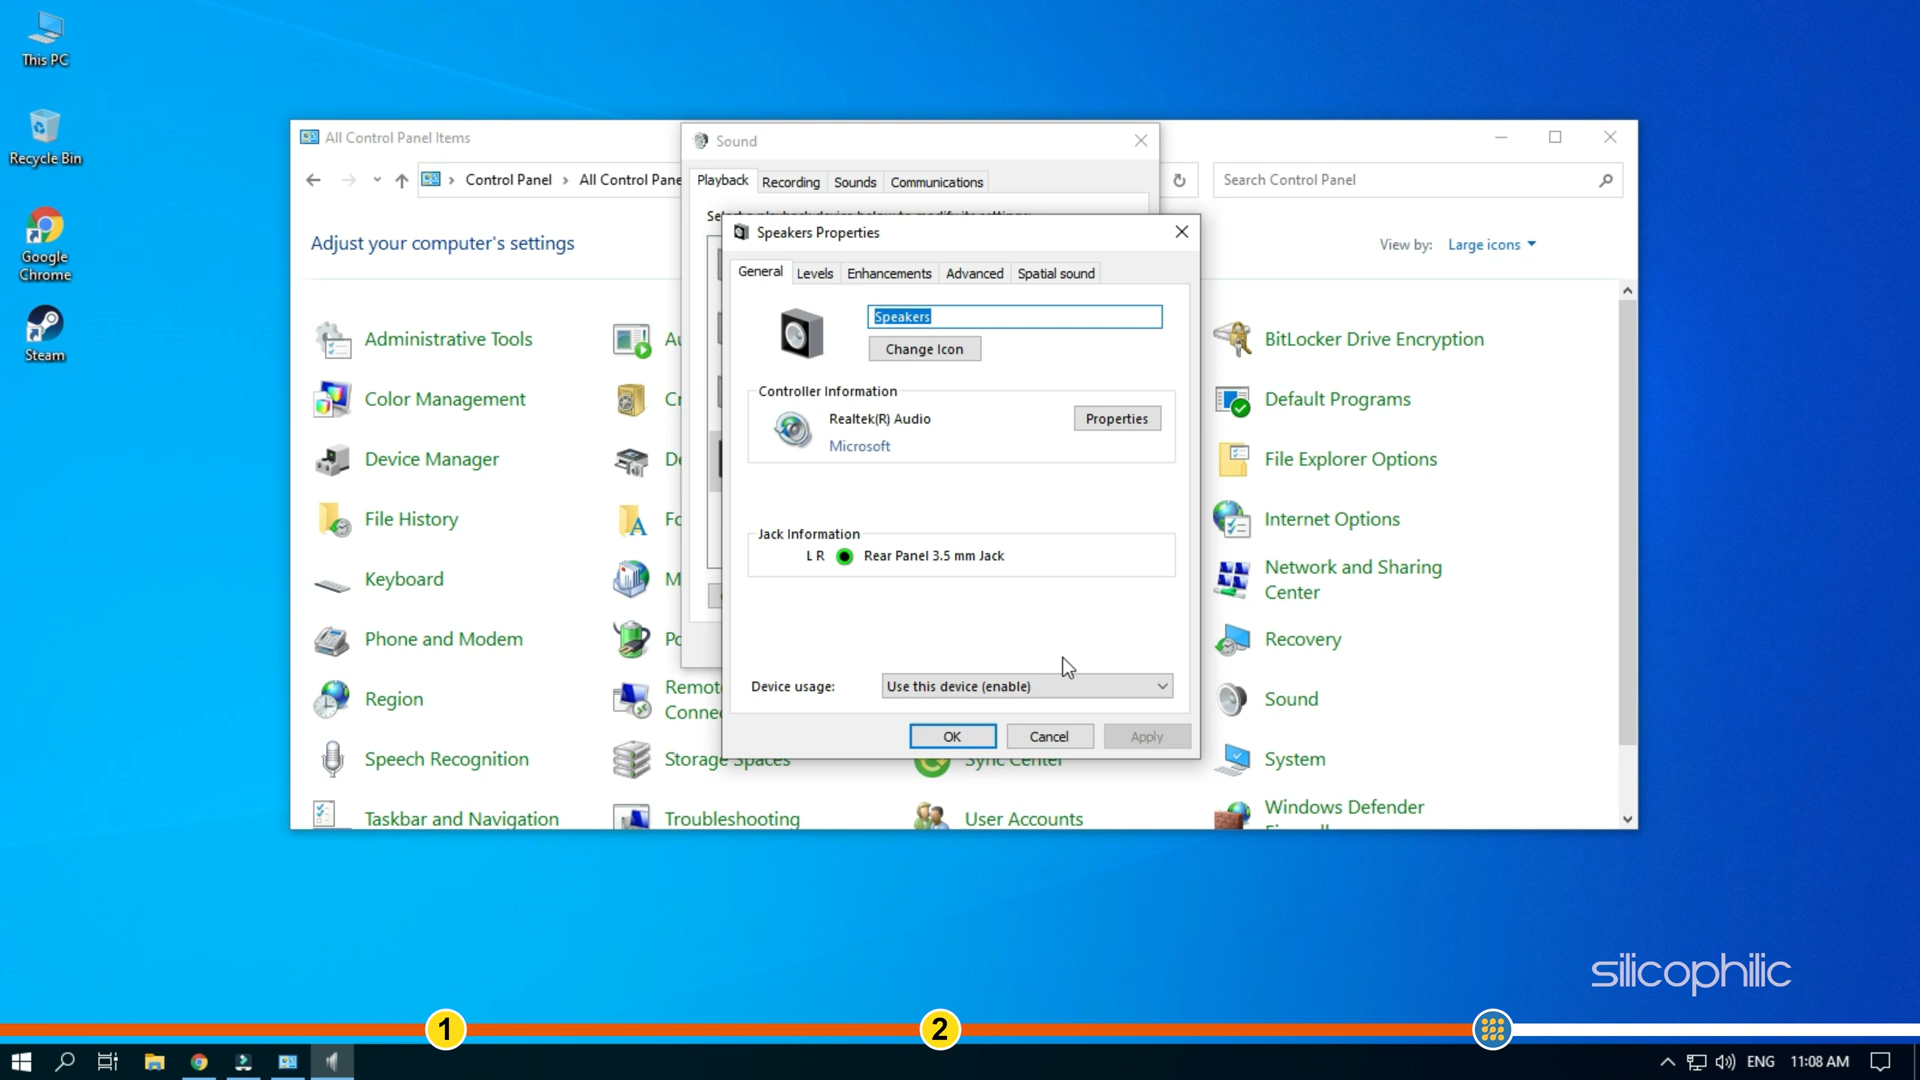 This PC
Recycle Bin
Google
Chrome
Steam
All Control Panel Items
Control Panel
All Control Pane
Search Control Panel
Adjust your computer's settings
View by:
Large icons
Administrative Tools
Color Management
Device Manager
File History
Keyboard
Phone and Modem
Region
Speech Recognition
Taskbar and Navigation
Remot
Conne
Storage Spaces
Troubleshooting
Sync Center
User Accounts
BitLocker Drive Encryption
Default Programs
File Explorer Options
Internet Options
Network and Sharing
Center
Recovery
Sound
System
Windows Defender
Sound
Playback
Recording
Sounds
Communications
Speakers Properties
General
Levels
Enhancements
Advanced
Spatial sound
Speakers
Change Icon
Controller Information
Realtek(R) Audio
Properties
Microsoft
Jack Information
L R
Rear Panel 3.5 mm Jack
Device usage:
Use this device (enable)
OK
Cancel
Apply
silicophilic
1
2
ENG
11:08 AM